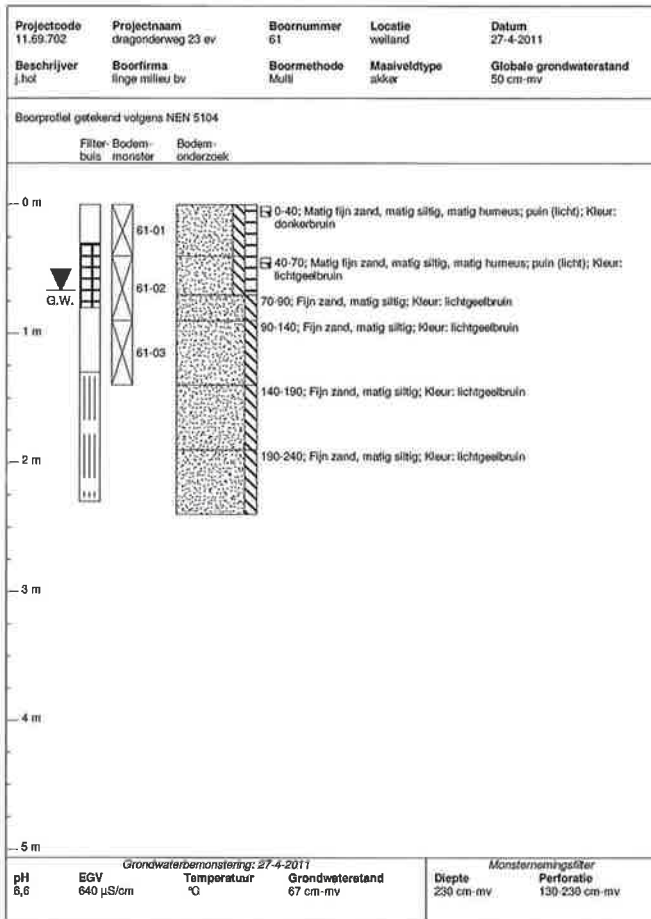 Projectcode Projectnaam Boornummer Locatie Datum
11.69.702 dragonderweg 23 ev 61 weiland 27-4-2011
Beschrijver Boorfirma Boormethode Maaiveldtype Globale grondwaterstand
j.hol linge milieu bv Multi akker 50 cm-mv
Boorprofiel getekend volgens NEN 5104
Filter- Bodem- Bodem-
buis monster onderzoek
0 m
61-01
0-40; Matig fijn zand, matig siltig, matig humeus; puin (licht); Kleur:
donkerbruin
61-02
40-70; Matig fijn zand, matig siltig, matig humeus; puin (licht); Kleur:
lichtgeelbruin
G.W.
70-90; Fijn zand, matig siltig; Kleur: lichtgeelbruin
1 m
90-140; Fijn zand, matig siltig; Kleur: lichtgeelbruin
61-03
140-190; Fijn zand, matig siltig; Kleur: lichtgeelbruin
2 m
190-240; Fijn zand, matig siltig; Kleur: lichtgeelbruin
3 m
4 m
5 m
Grondwaterbemonstering: 27-4-2011 Monsternemingsfilter
pH EGV Temperatuur Grondwaterstand Diepte Perforatie
6,6 640 µS/cm °C 67 cm-mv 230 cm-mv 130-230 cm-mv